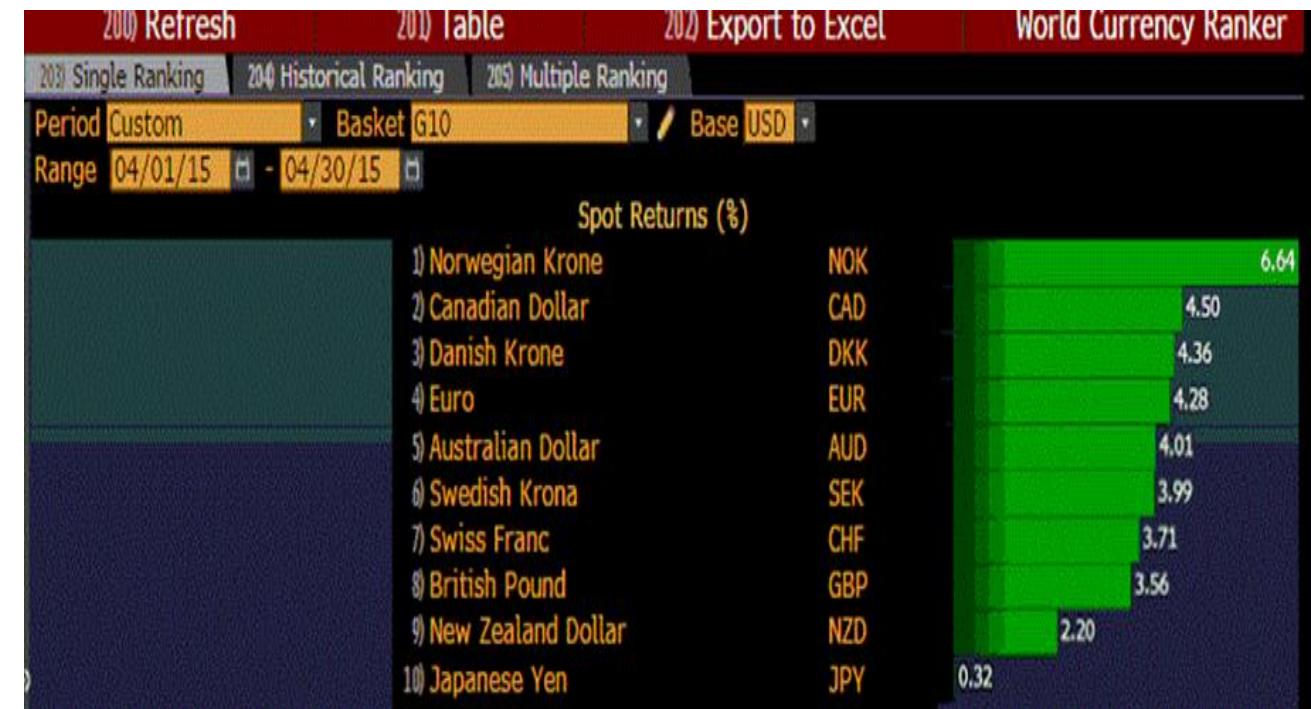 200) Refresh 201) Table 202) Export to Excel World Currency Ranker
203) Single Ranking 204) Historical Ranking 205) Multiple Ranking
Period Custom Basket G10 Base USD
Range 04/01/15 - 04/30/15
Spot Returns (%)
1) Norwegian Krone NOK 6.64
2) Canadian Dollar CAD 4.50
3) Danish Krone DKK 4.36
4) Euro EUR 4.28
5) Australian Dollar AUD 4.01
6) Swedish Krona SEK 3.99
7) Swiss Franc CHF 3.71
8) British Pound GBP 3.56
9) New Zealand Dollar NZD 2.20
10) Japanese Yen JPY 0.32